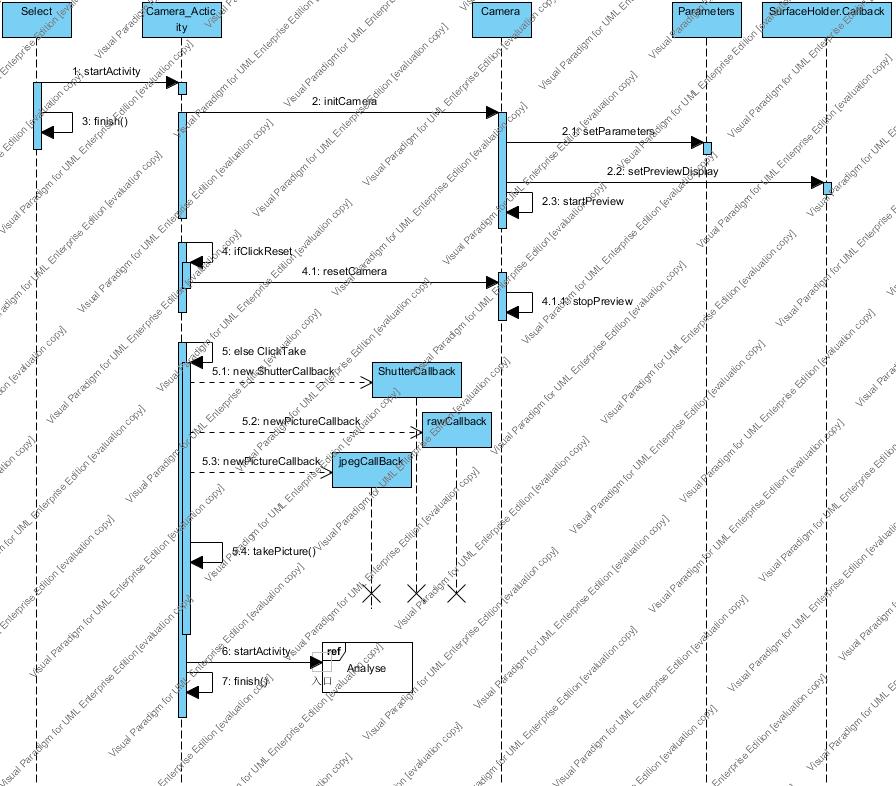 Select
Camera_Actic
ity
Camera
Parameters
SurfaceHolder.Callback
1: startActivity
2: initCamera
3: finish()
2.1: setParameters
2.2: setPreviewDisplay
2.3: startPreview
4: ifClickReset
4.1: resetCamera
4.1.1: stopPreview
5: else ClickTake
5.1: new ShutterCallback
ShutterCallback
5.2: newPictureCallback
rawCallback
5.3: newPictureCallback
jpegCallBack
5.4: takePicture()
6: startActivity
ref
Analyse
7: finish()
入口
Visual Paradigm for UML Enterprise Edition [evaluation copy]